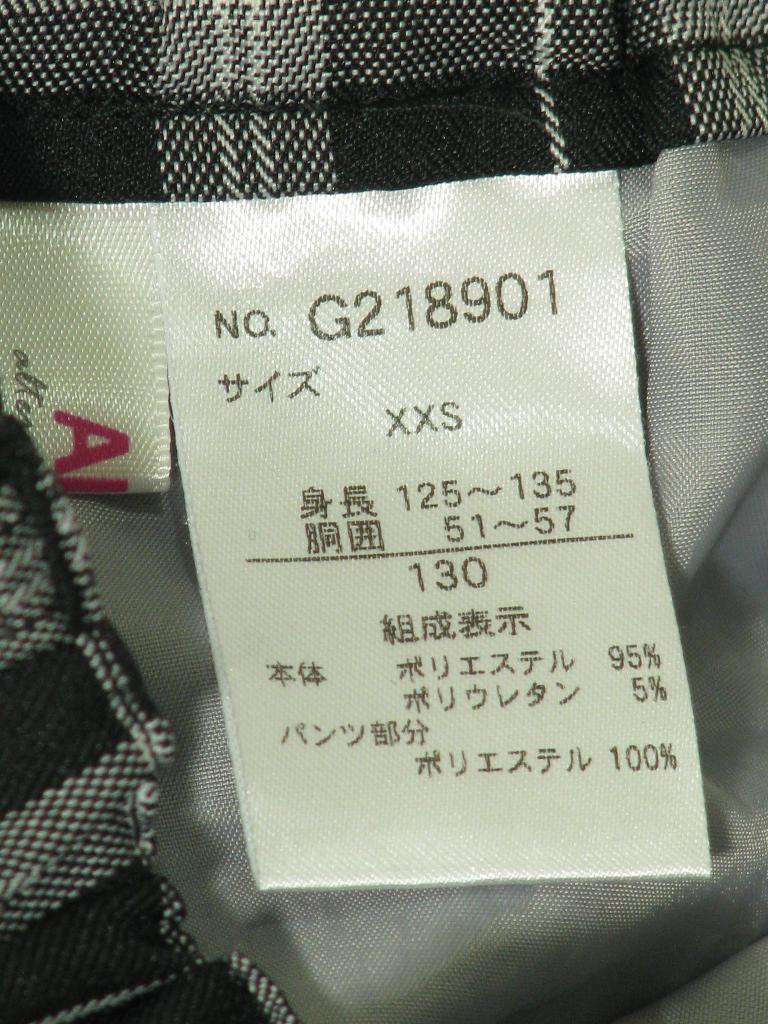 NO. G218901
サイズ
XXS
身長 125～135
胴囲 51～57
130
組成表示
本体 ポリエステル 95%
ポリウレタン 5%
パンツ部分
ポリエステル 100%